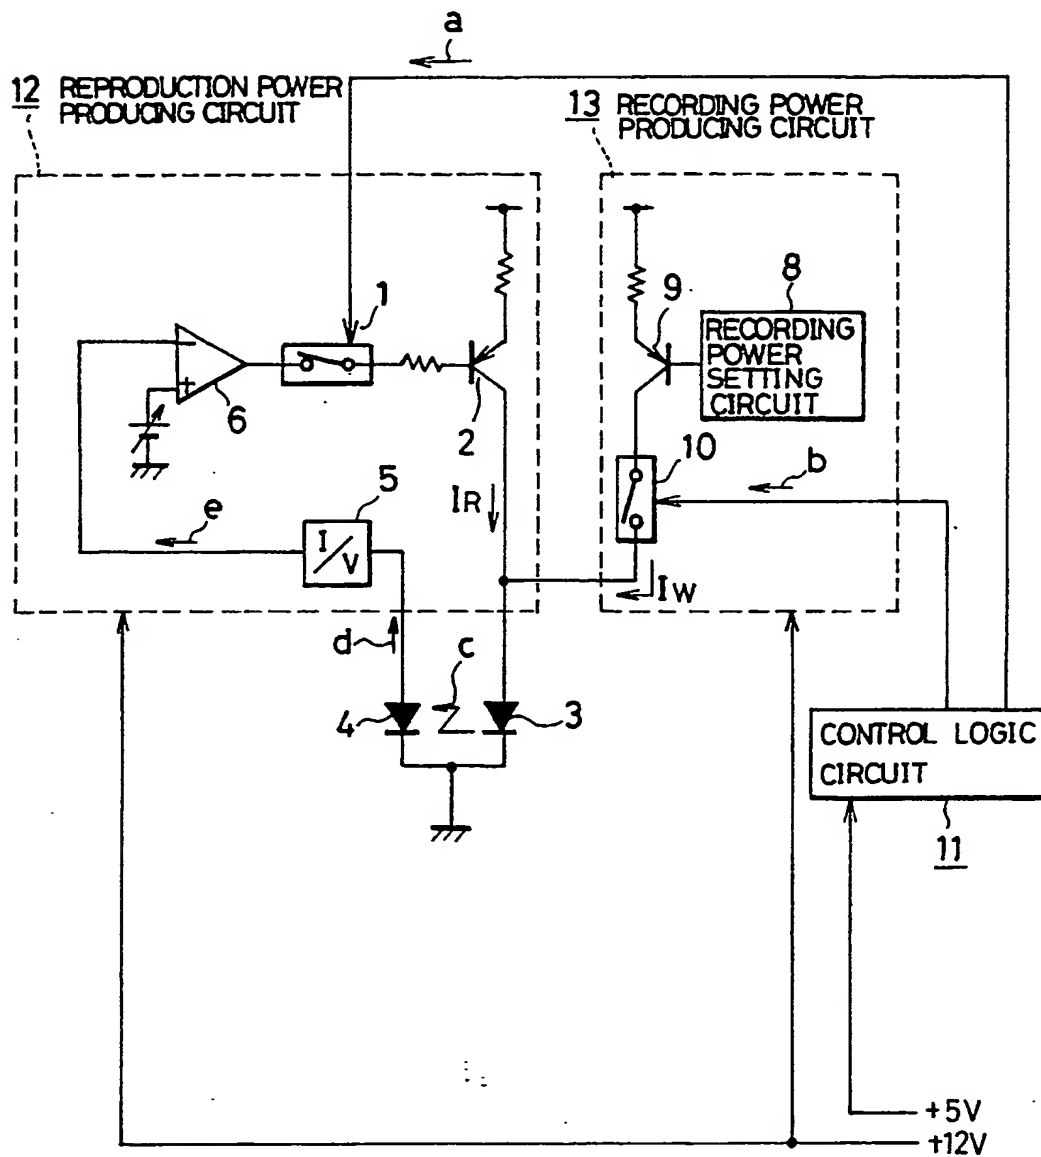 a
12 REPRODUCTION POWER
PRODUCING CIRCUIT
13 RECORDING POWER
PRODUCING CIRCUIT
1
9
8
RECORDING
POWER
SETTING
CIRCUIT
−
+
6
2
10
b
e
5
I/V
IR
IW
d
c
4
3
CONTROL LOGIC
CIRCUIT
11
+5V
+12V